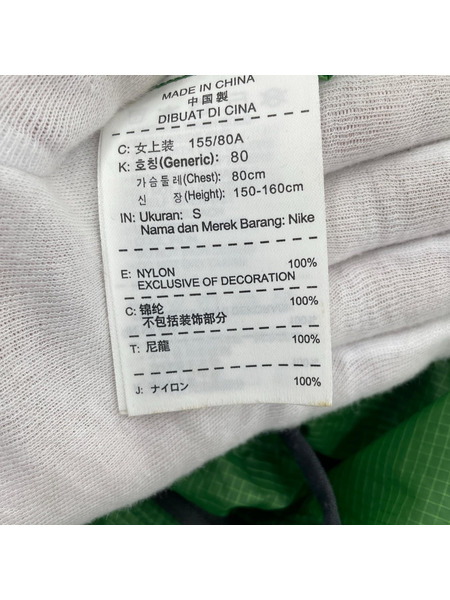 MADE IN CHINA
中国製
DIBUAT DI CINA
C: 女上装 155/80A
K: 호칭(Generic): 80
가슴둘레(Chest): 80cm
신 장(Height): 150-160cm
IN: Ukuran: S
Nama dan Merek Barang: Nike
E: NYLON 100%
EXCLUSIVE OF DECORATION
C: 锦纶 100%
不包括装饰部分
T: 尼龍 100%
J: ナイロン 100%